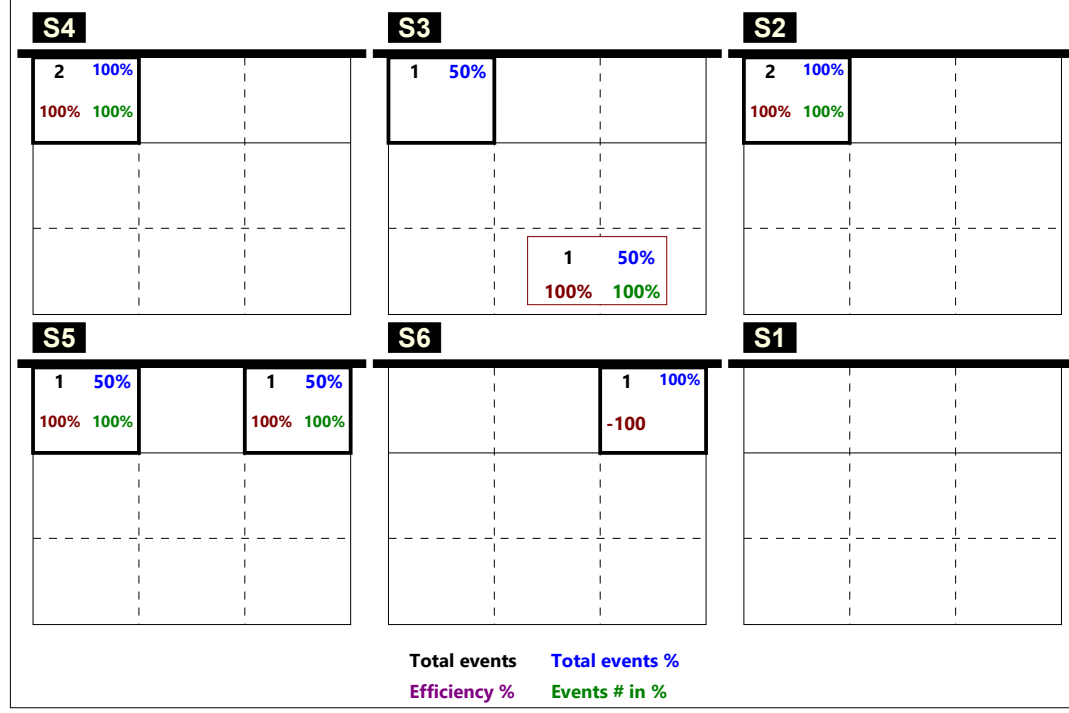 S4 S3 S2
2 100% 1 50% 2 100%
100% 100% 100% 100%
1 50%
100% 100%
S5 S6 S1
1 50% 1 50% 1 100%
100% 100% 100% 100% -100
Total events Total events %
Efficiency % Events # in %